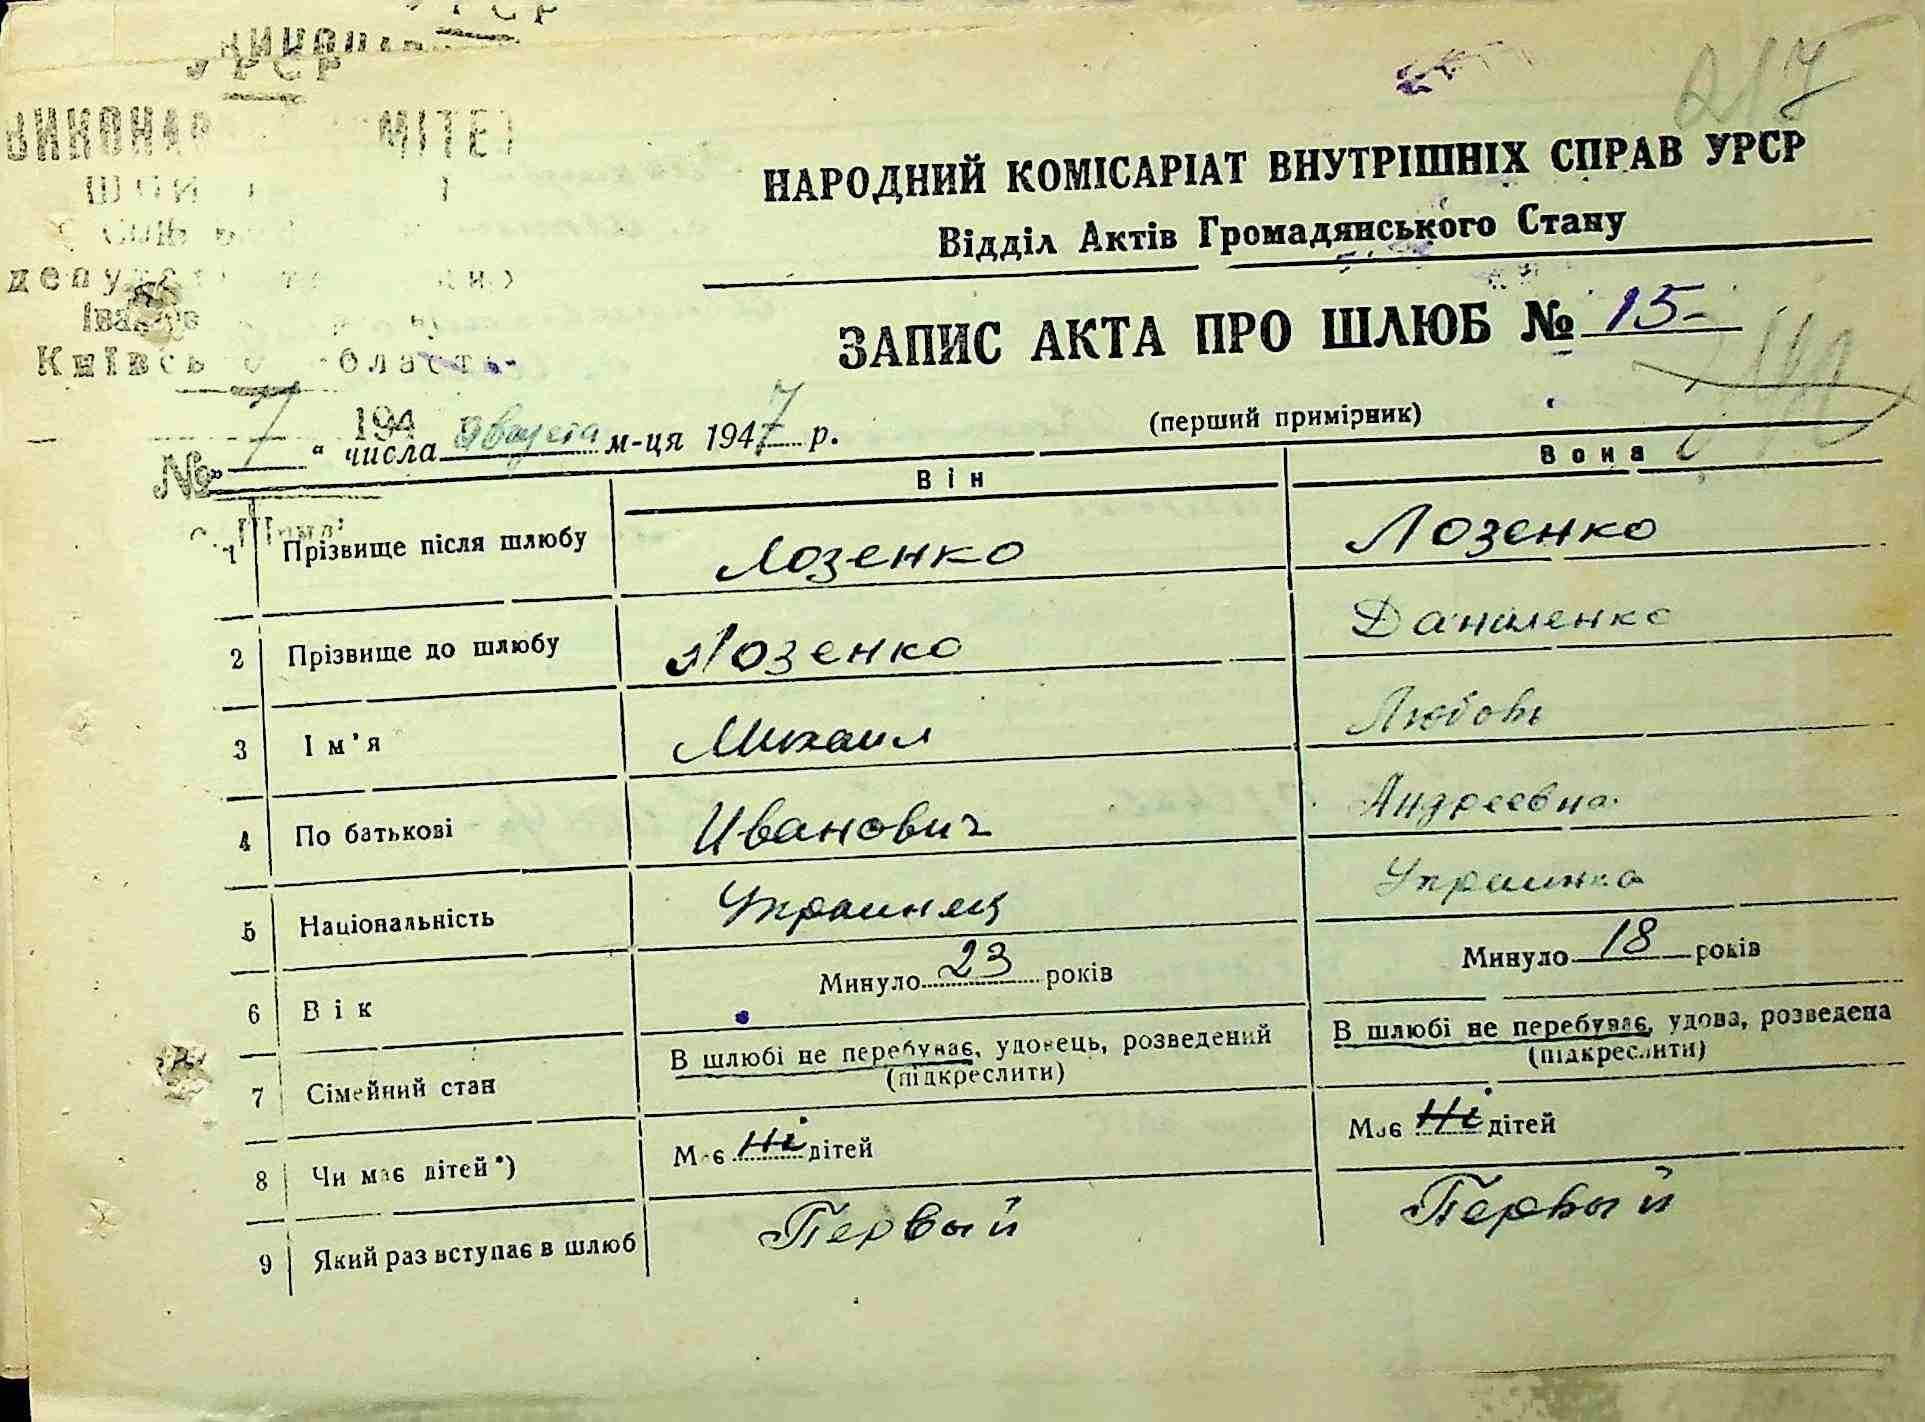 УРСР
217
НАРОДНИЙ КОМІСАРІАТ ВНУТРІШНІХ СПРАВ УРСР
Відділ Актів Громадянського Стану
ЗАПИС АКТА ПРО ШЛЮБ № 15-
(перший примірник)
194
„ 7 “ числа августа м-ця 1947 р.
№
Він Вона
1 Прізвище після шлюбу Лозенко Лозенко
2 Прізвище до шлюбу Лозенко Даниленко
3 Ім'я Михаил Любовь
4 По батькові Иванович Андреевна
5 Національність Украинец Украинка
6 Вік Минуло 23 років Минуло 18 років
7 Сімейний стан В шлюбі не перебуває, удовець, розведений В шлюбі не перебуває, удова, розведена
(підкреслити) (підкреслити)
8 Чи має дітей*) Має Ні дітей Має Ні дітей
9 Який раз вступає в шлюб Первый Первый